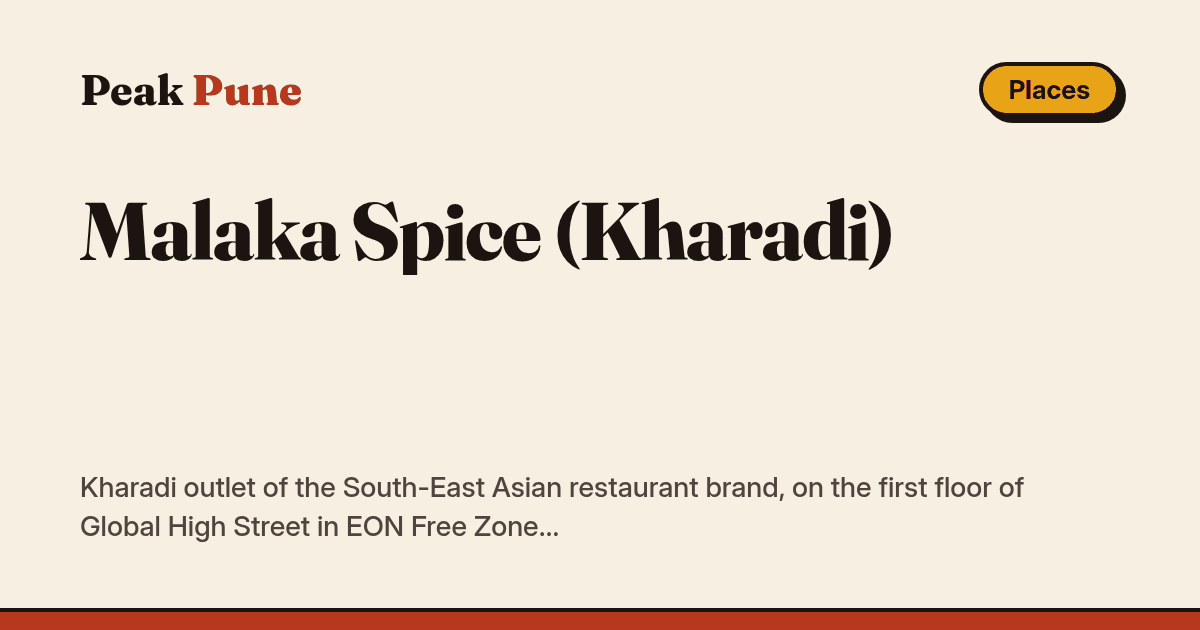 Peak Pune
Places
Malaka Spice (Kharadi)
Kharadi outlet of the South-East Asian restaurant brand, on the first floor of
Global High Street in EON Free Zone...